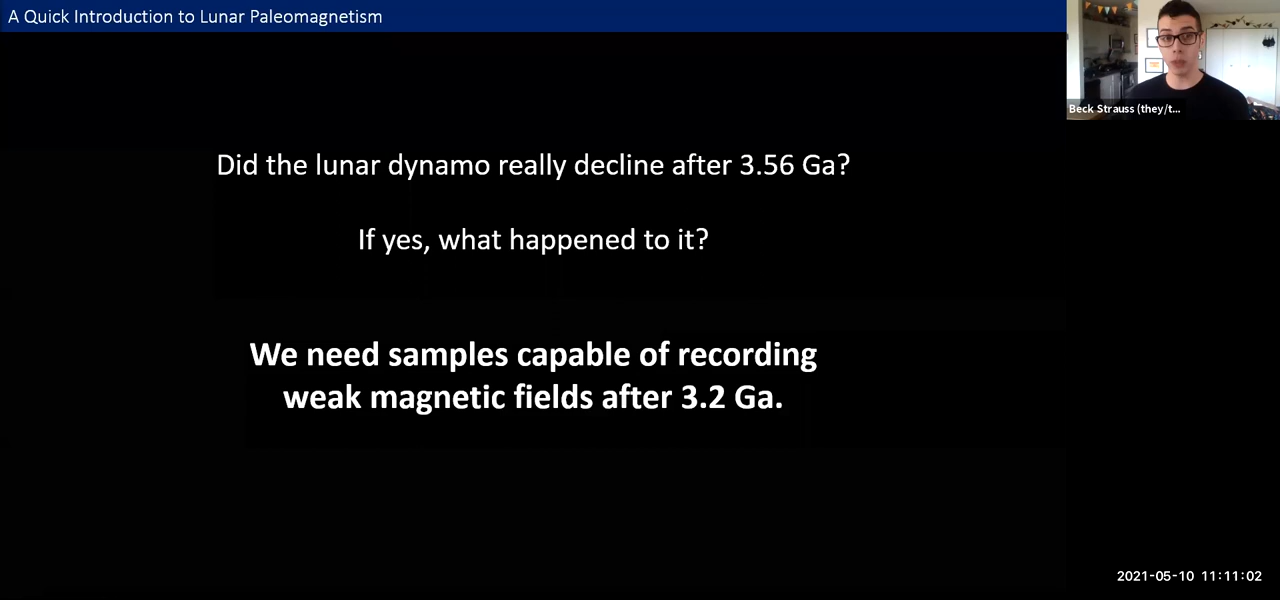 A Quick Introduction to Lunar Paleomagnetism
Beck Strauss (they/t...
Did the lunar dynamo really decline after 3.56 Ga?
If yes, what happened to it?
We need samples capable of recording
weak magnetic fields after 3.2 Ga.
2021-05-10 11:11:02